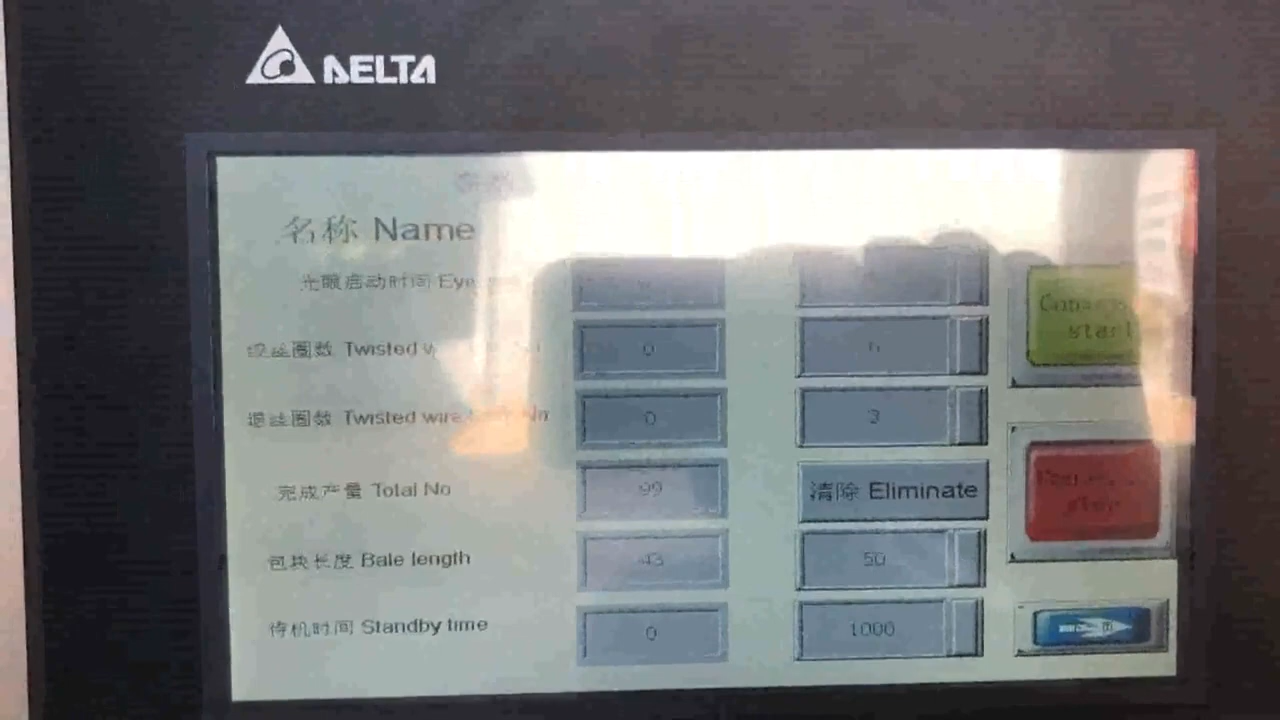 DELTA
名称 Name
光眼启动时间 Eye
绞丝圈数 Twisted
0
退丝圈数 Twisted wire
0
3
start
完成产量 Total No
99
清除 Eliminate
包块长度 Bale length
43
50
stop
待机时间 Standby time
0
1000